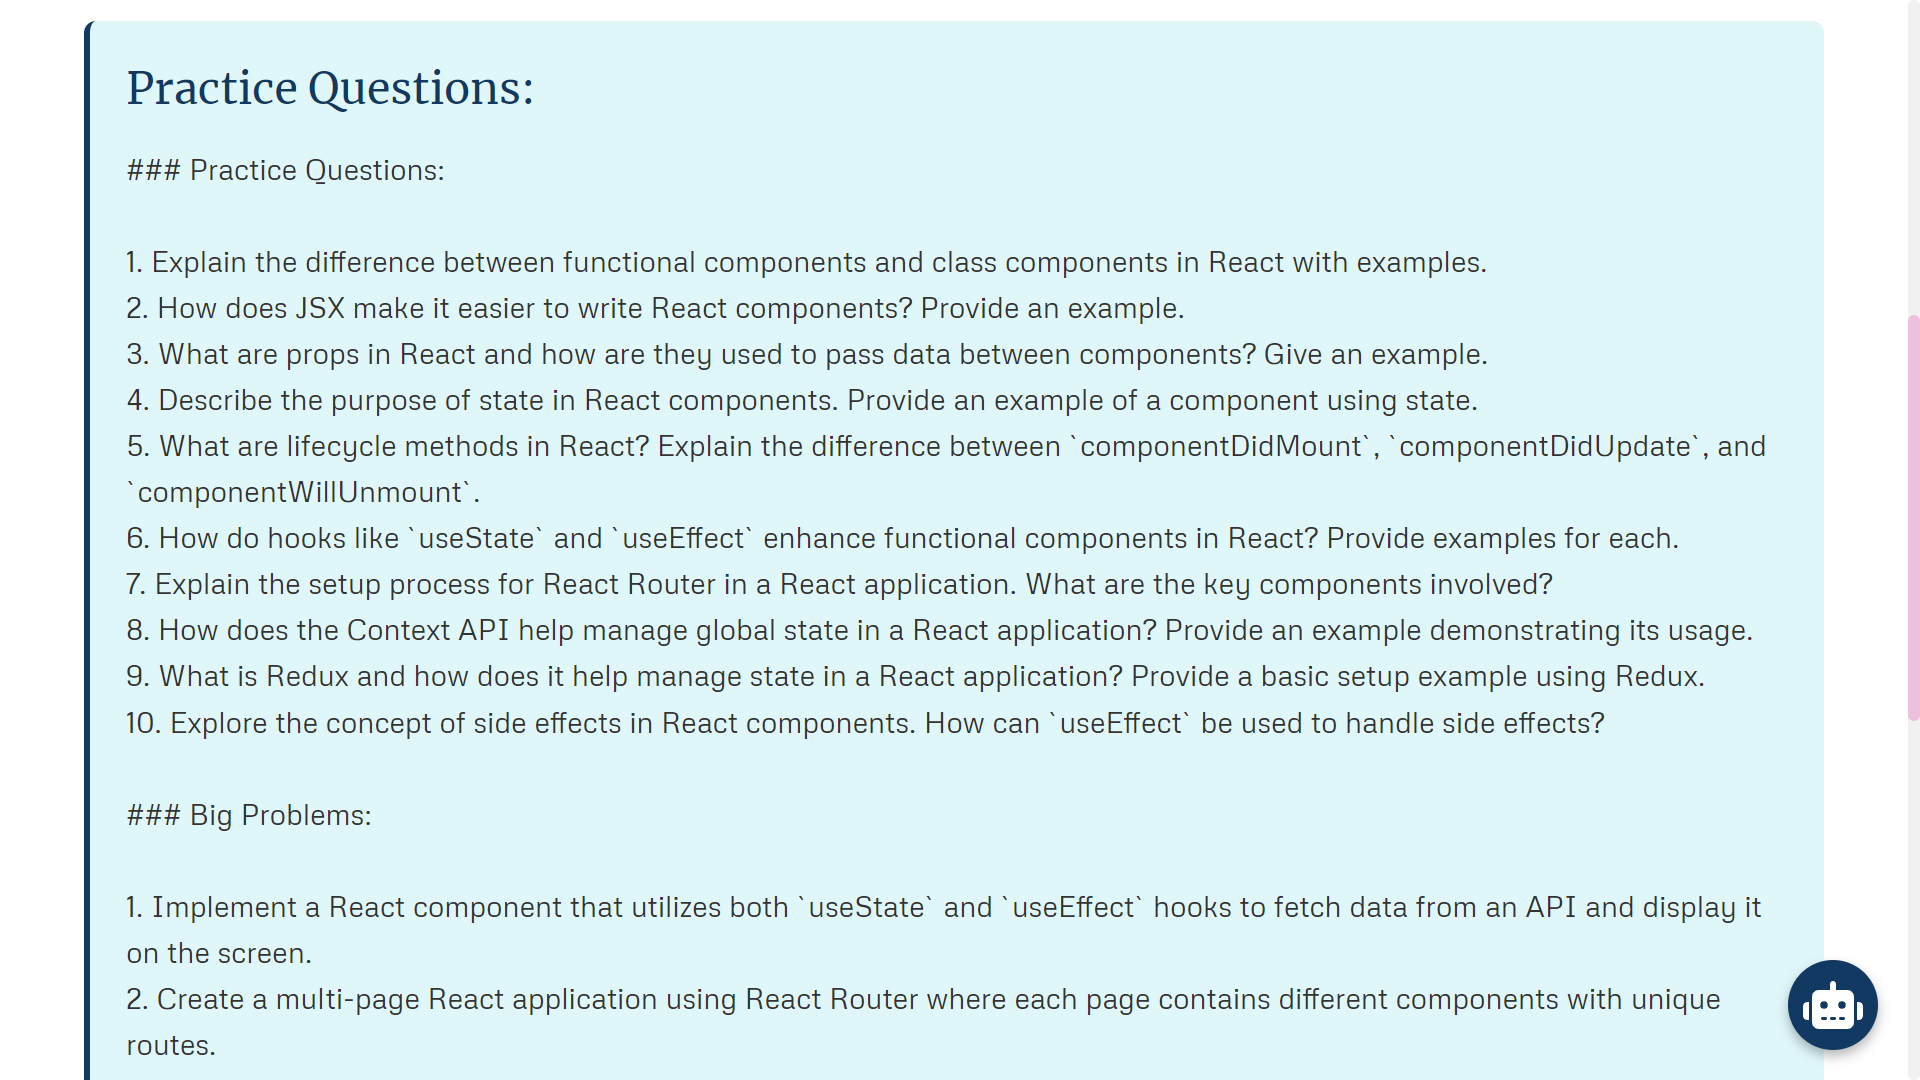 Practice Questions:
### Practice Questions:
1. Explain the difference between functional components and class components in React with examples.
2. How does JSX make it easier to write React components? Provide an example.
3. What are props in React and how are they used to pass data between components? Give an example.
4. Describe the purpose of state in React components. Provide an example of a component using state.
5. What are lifecycle methods in React? Explain the difference between `componentDidMount`, `componentDidUpdate`, and
`componentWillUnmount`.
6. How do hooks like `useState` and `useEffect` enhance functional components in React? Provide examples for each.
7. Explain the setup process for React Router in a React application. What are the key components involved?
8. How does the Context API help manage global state in a React application? Provide an example demonstrating its usage.
9. What is Redux and how does it help manage state in a React application? Provide a basic setup example using Redux.
10. Explore the concept of side effects in React components. How can `useEffect` be used to handle side effects?
### Big Problems:
1. Implement a React component that utilizes both `useState` and `useEffect` hooks to fetch data from an API and display it
on the screen.
2. Create a multi-page React application using React Router where each page contains different components with unique
routes.